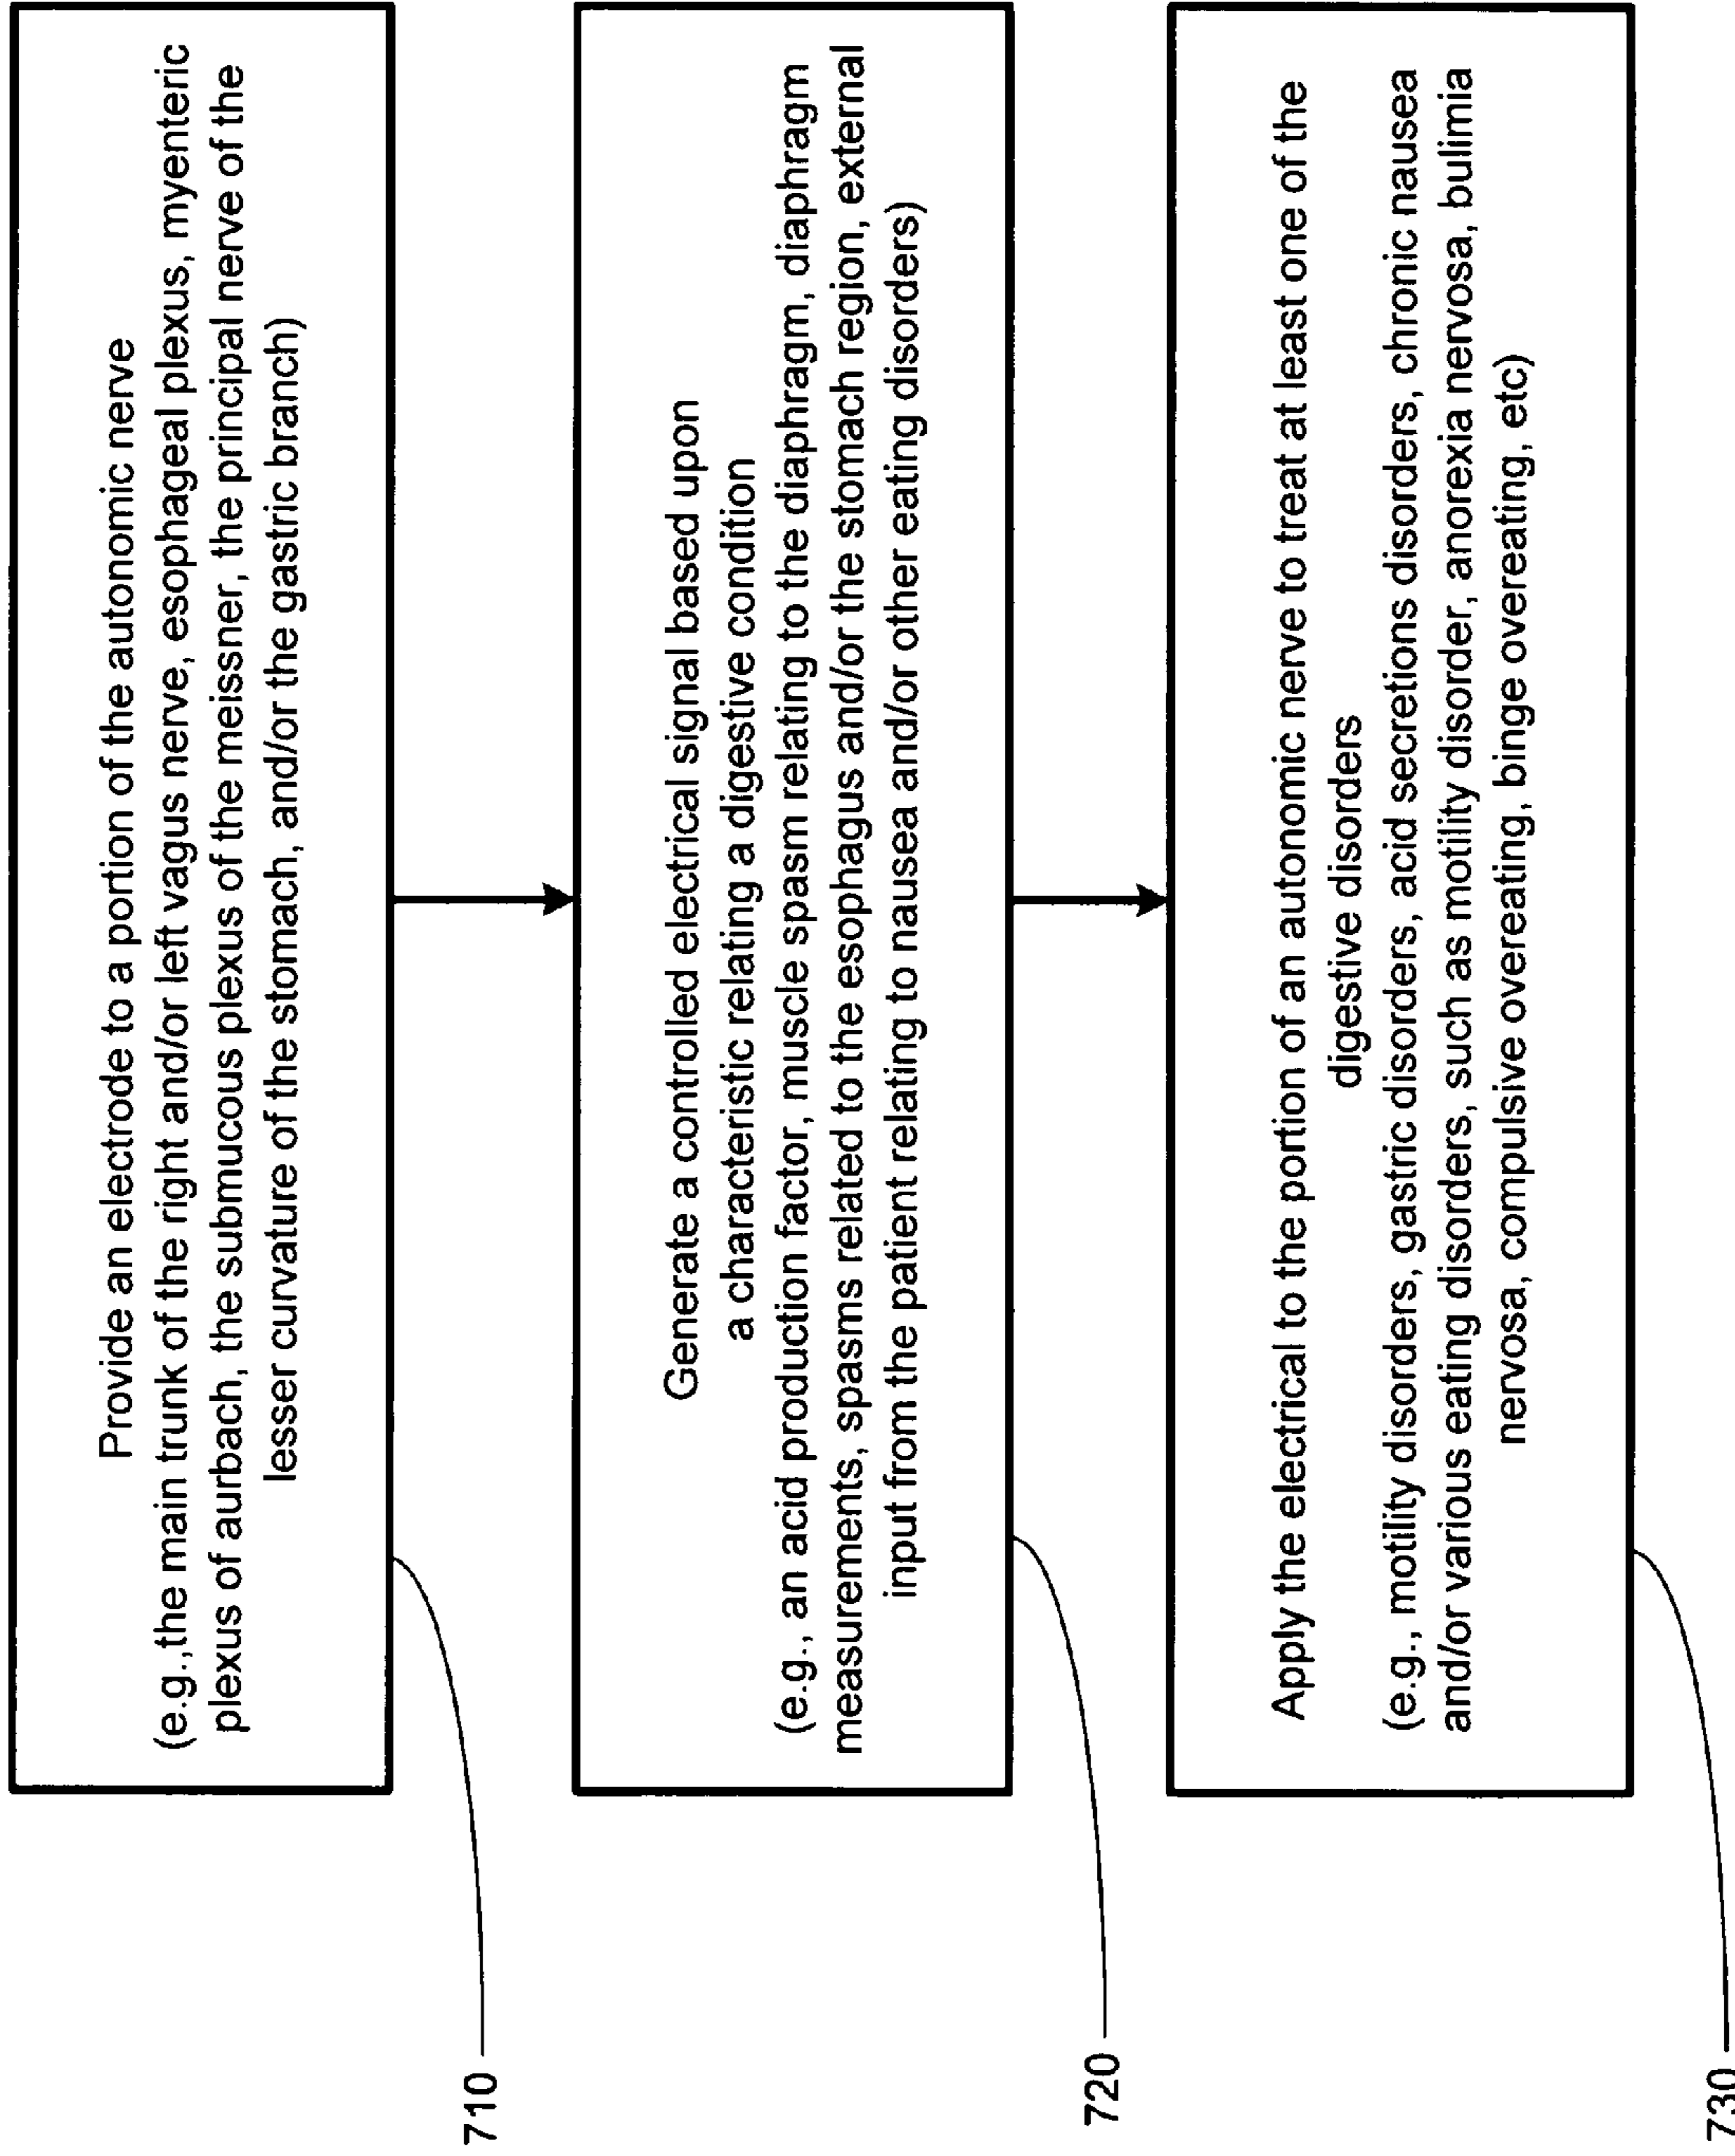 Provide an electrode to a portion of the autonomic nerve
(e.g.,the main trunk of the right and/or left vagus nerve, esophageal plexus, myenteric
plexus of aurbach, the submucous plexus of the meissner, the principal nerve of the
lesser curvature of the stomach, and/or the gastric branch)
710
Generate a controlled electrical signal based upon
a characteristic relating a digestive condition
(e.g., an acid production factor, muscle spasm relating to the diaphragm, diaphragm
measurements, spasms related to the esophagus and/or the stomach region, external
input from the patient relating to nausea and/or other eating disorders)
720
Apply the electrical to the portion of an autonomic nerve to treat at least one of the
digestive disorders
(e.g., motility disorders, gastric disorders, acid secretions disorders, chronic nausea
and/or various eating disorders, such as motility disorder, anorexia nervosa, bulimia
nervosa, compulsive overeating, binge overeating, etc)
730